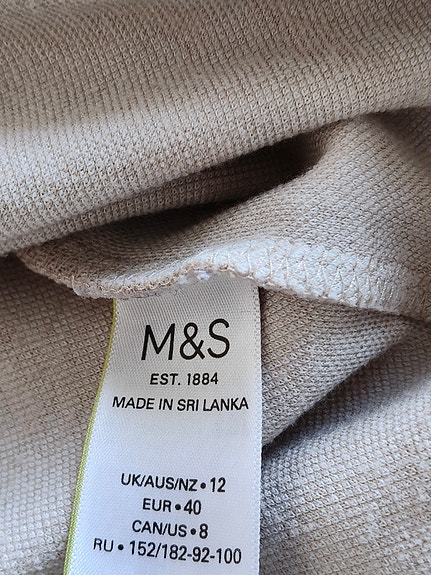 M&S
EST. 1884
MADE IN SRI LANKA
UK/AUS/NZ • 12
EUR • 40
CAN/US • 8
RU • 152/182-92-100